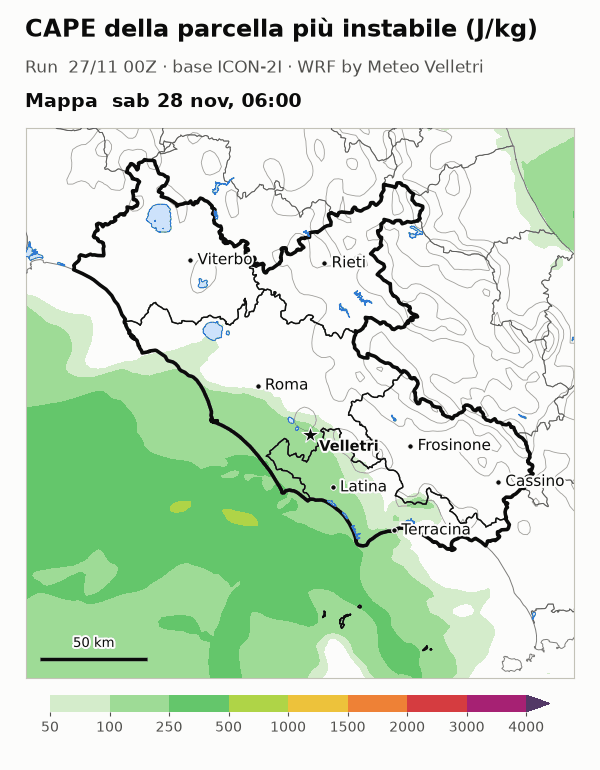 CAPE della parcella più instabile (J/kg)
Run  27/11 00Z · base ICON-2I · WRF by Meteo Velletri
Mappa  sab 28 nov, 06:00
Viterbo
Rieti
Roma
Velletri
Frosinone
Latina
Cassino
Terracina
50 km
50 100 250 500 1000 1500 2000 3000 4000